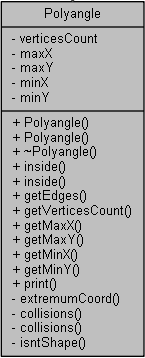 Polyangle
- verticesCount
- maxX
- maxY
- minX
- minY
+ Polyangle()
+ Polyangle()
+ ~Polyangle()
+ inside()
+ inside()
+ getEdges()
+ getVerticesCount()
+ getMaxX()
+ getMaxY()
+ getMinX()
+ getMinY()
+ print()
- extremumCoord()
- collisions()
- collisions()
- isntShape()